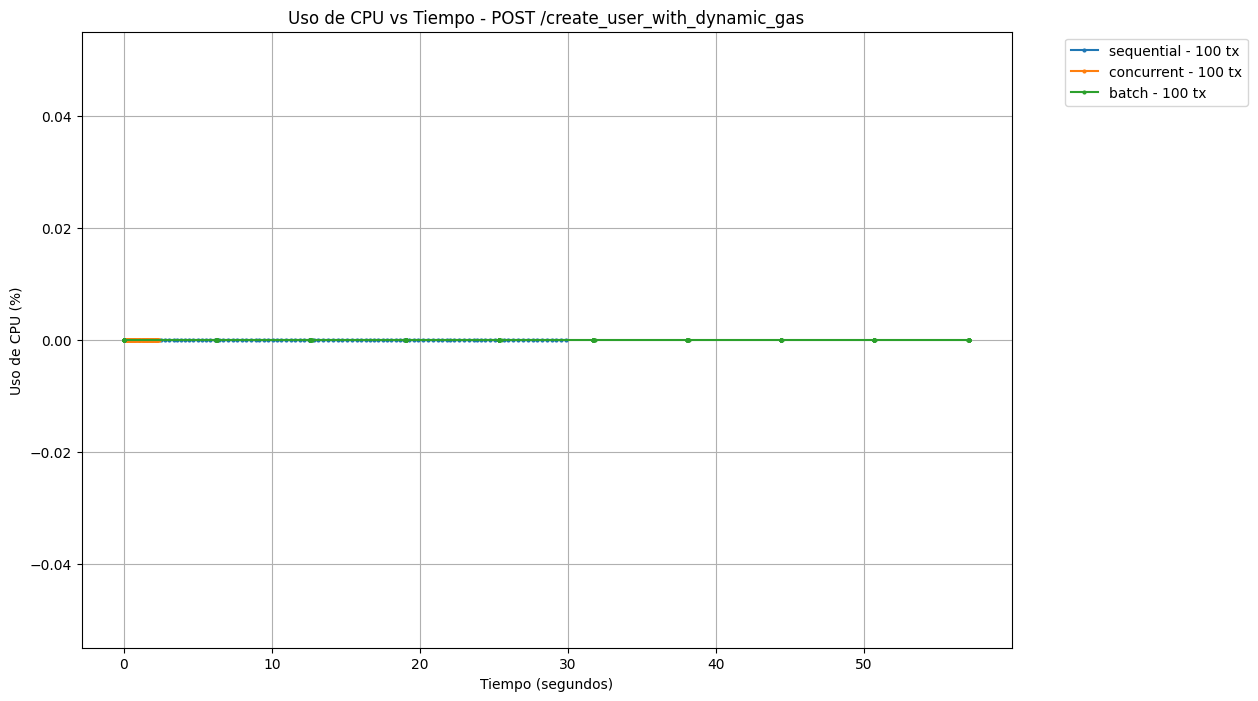 Uso de CPU vs Tiempo - POST /create_user_with_dynamic_gas
sequential - 100 tx
concurrent - 100 tx
batch - 100 tx
Uso de CPU (%)
0.04
0.02
0.00
−0.02
−0.04
0 10 20 30 40 50
Tiempo (segundos)